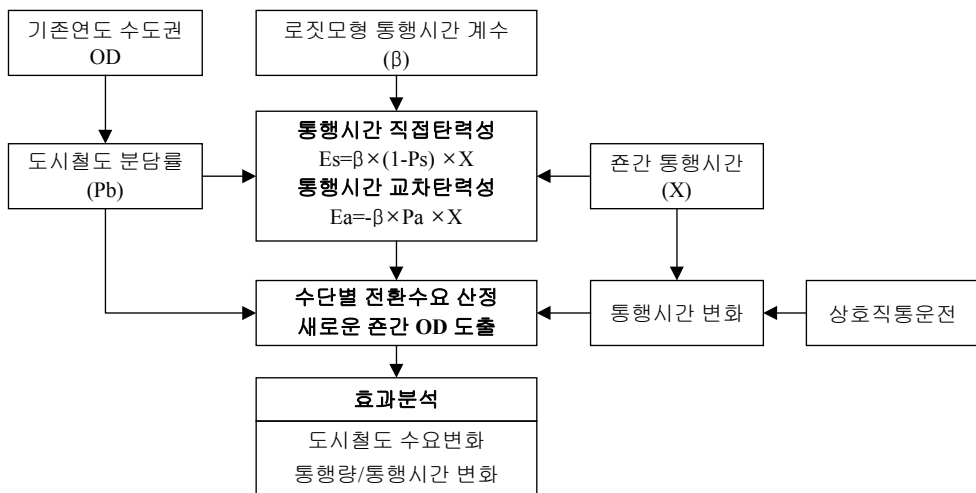 기존연도 수도권
OD
로짓모형 통행시간 계수
(β)
통행시간 직접탄력성
Es=β×(1-Ps) ×X
통행시간 교차탄력성
Ea=-β×Pa ×X
도시철도 분담률
(Pb)
죤간 통행시간
(X)
수단별 전환수요 산정
새로운 죤간 OD 도출
통행시간 변화
상호직통운전
효과분석
도시철도 수요변화
통행량/통행시간 변화